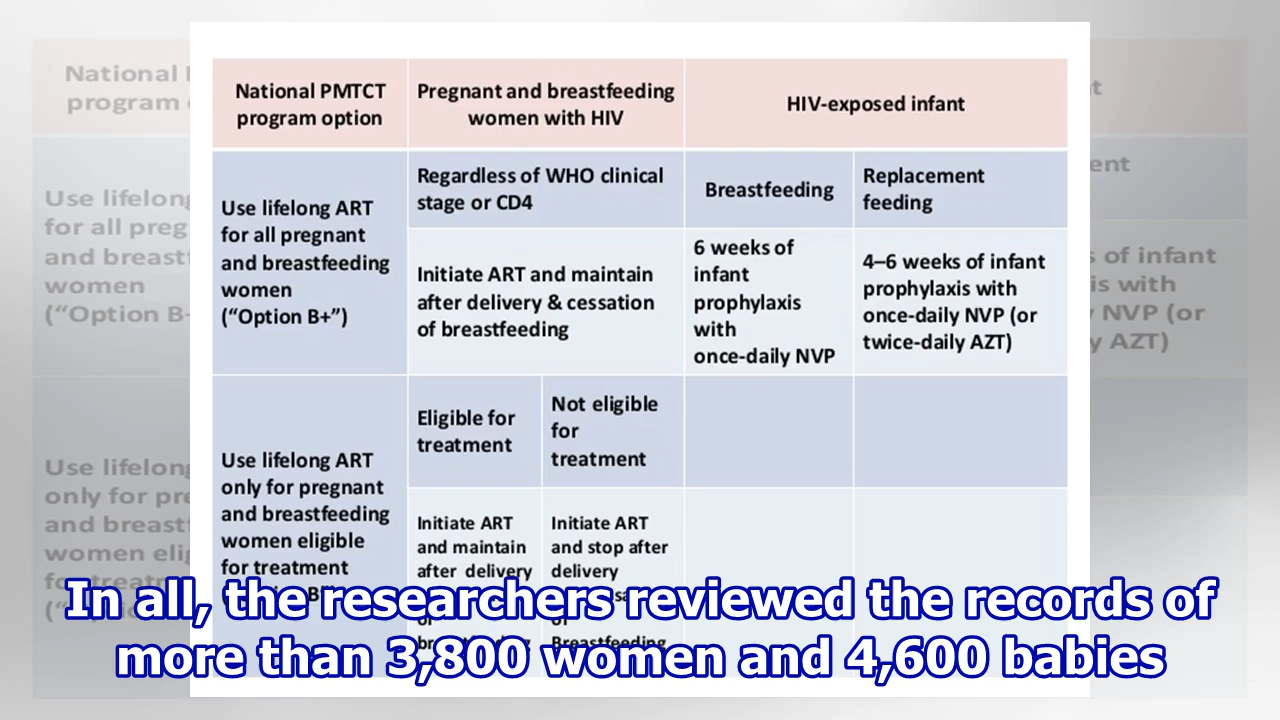 National PMTCT
program option
Pregnant and breastfeeding
women with HIV
HIV-exposed infant
Use lifelong ART
for all pregnant
and breastfeeding
women
(“Option B+”)
Regardless of WHO clinical
stage or CD4
Breastfeeding
Replacement
feeding
Initiate ART and maintain
after delivery & cessation
of breastfeeding
6 weeks of
infant
prophylaxis
with
once-daily NVP
4–6 weeks of infant
prophylaxis with
once-daily NVP (or
twice-daily AZT)
Use lifelong ART
only for pregnant
and breastfeeding
women eligible
for treatment
Eligible for
treatment
Not eligible
for
treatment
Initiate ART
and maintain
after delivery
Initiate ART
and stop after
delivery
of
Breastfeeding
In all, the researchers reviewed the records of
more than 3,800 women and 4,600 babies